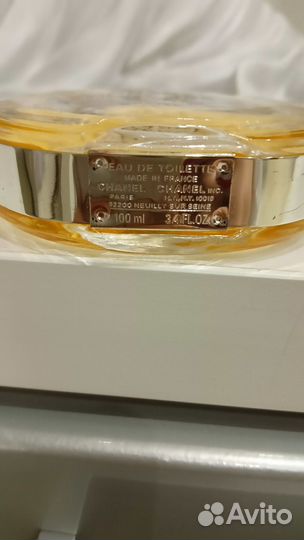 EAU DE TOILETTE
MADE IN FRANCE
CHANEL CHANEL INC.
PARIS N.Y. N.Y. 10019
92200 NEUILLY SUR SEINE
100 ml 3.4 FL.OZ
Avito